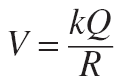 V = kQ/R